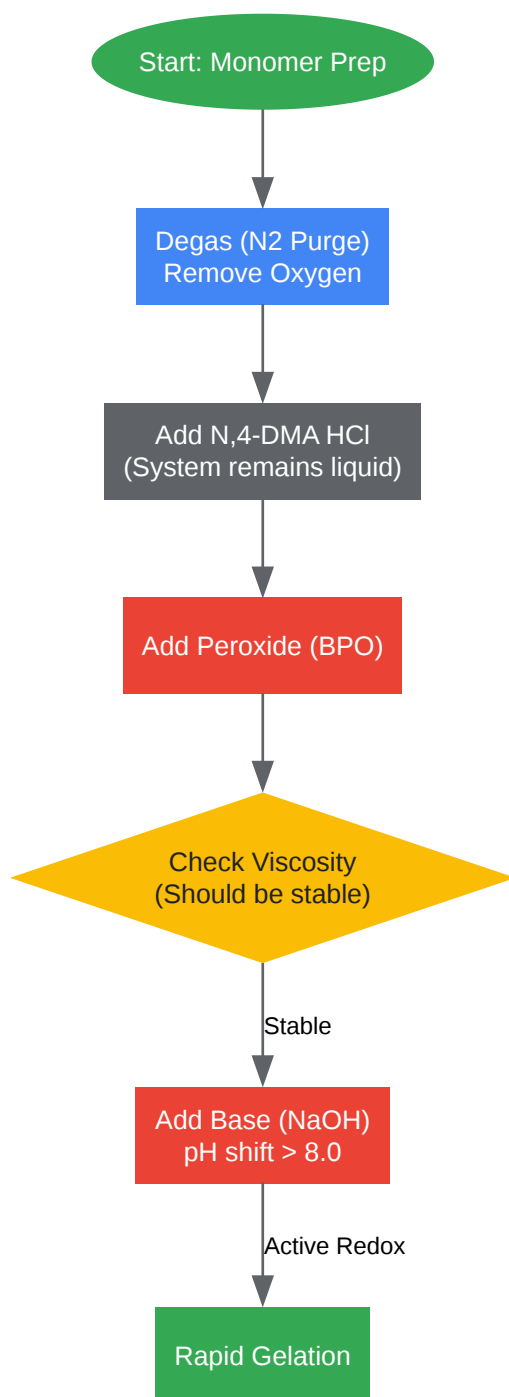 Start: Monomer Prep
Degas (N2 Purge)
Remove Oxygen
Add N,4-DMA HCl
(System remains liquid)
Add Peroxide (BPO)
Check Viscosity
(Should be stable)
Stable
Add Base (NaOH)
pH shift > 8.0
Active Redox
Rapid Gelation